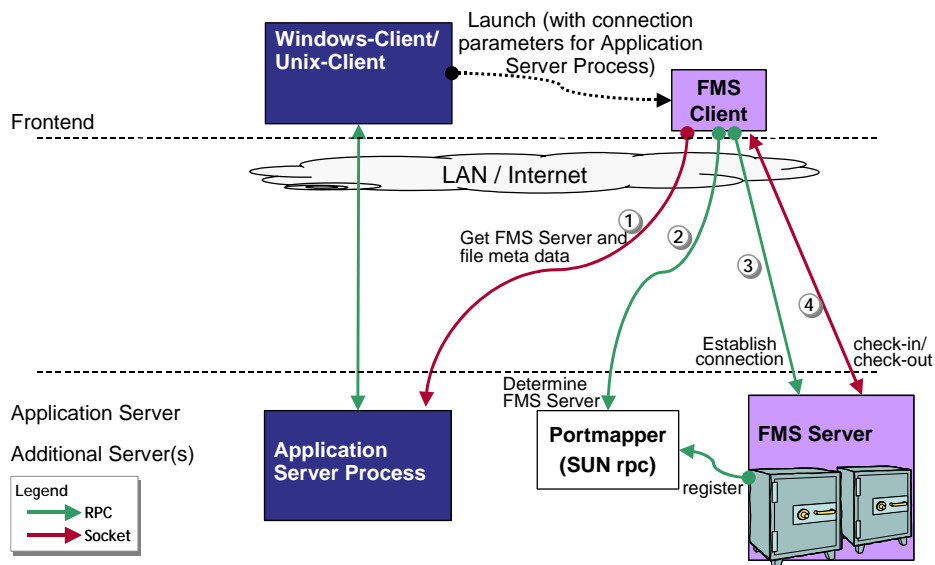 Launch (with connection
parameters for Application
Server Process)
Windows-Client/
Unix-Client
FMS
Client
Frontend
LAN / Internet
1
2
3
4
Get FMS Server and
file meta data
Establish
connection
check-in/
check-out
Determine
FMS Server
Application Server
Additional Server(s)
Application
Server Process
Portmapper
(SUN rpc)
FMS Server
register
Legend
RPC
Socket